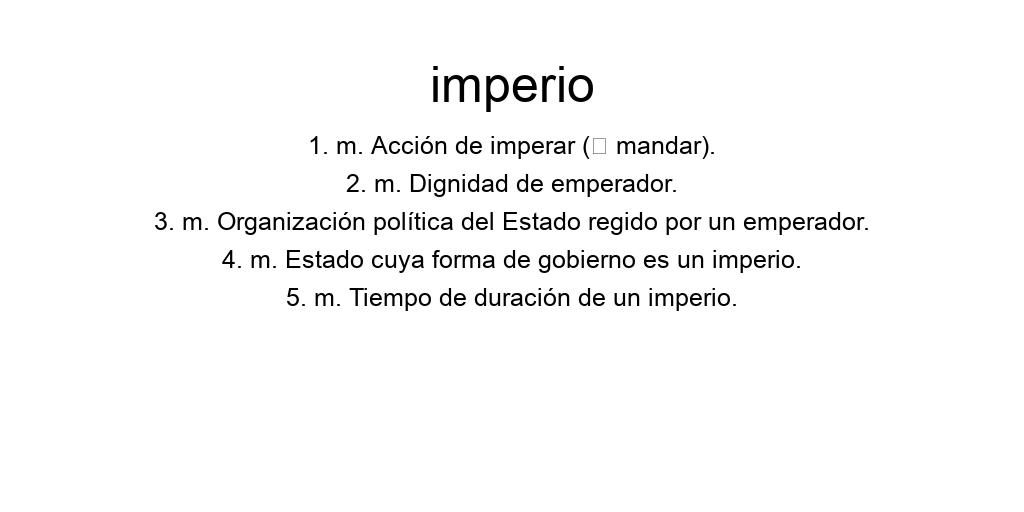 imperio
1. m. Acción de imperar (□ mandar).
2. m. Dignidad de emperador.
3. m. Organización política del Estado regido por un emperador.
4. m. Estado cuya forma de gobierno es un imperio.
5. m. Tiempo de duración de un imperio.